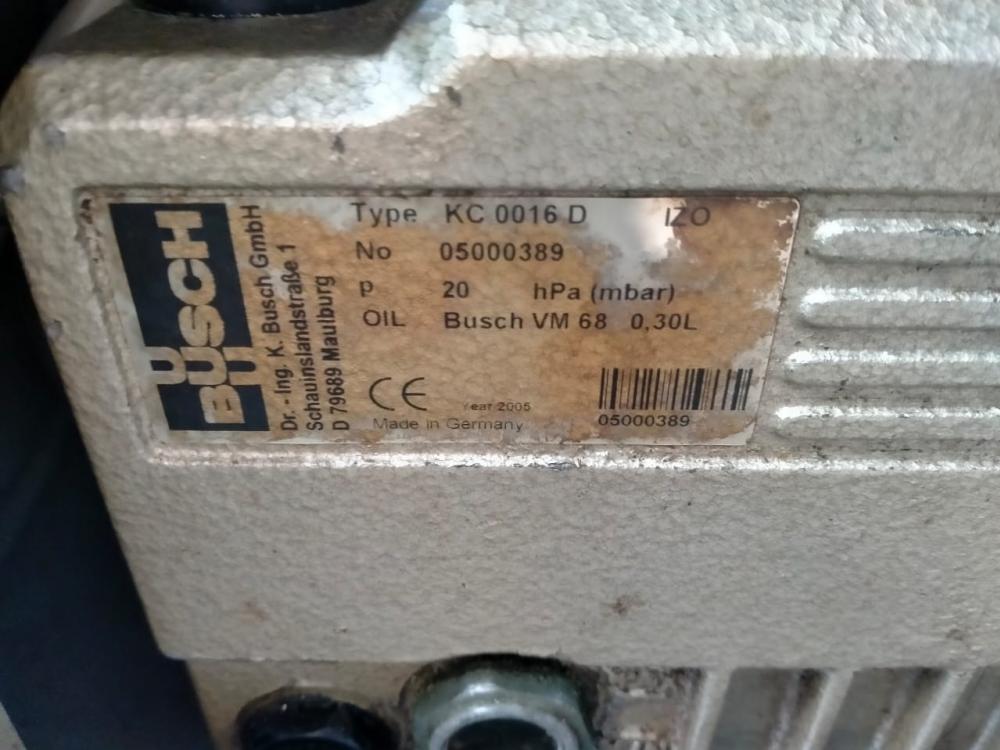 BUSCH
Dr. - Ing. K. Busch GmbH
Schauinslandstraße 1
D 79689 Maulburg
Type KC 0016 D IZO
No 05000389
p 20 hPa (mbar)
OIL Busch VM 68 0,30L
CE Year 2005
Made in Germany
05000389